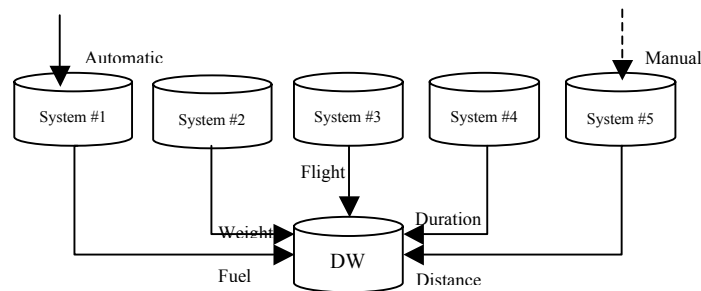 Automatic
Manual
System #1
System #2
System #3
System #4
System #5
Flight
Weight
Duration
DW
Fuel
Distance